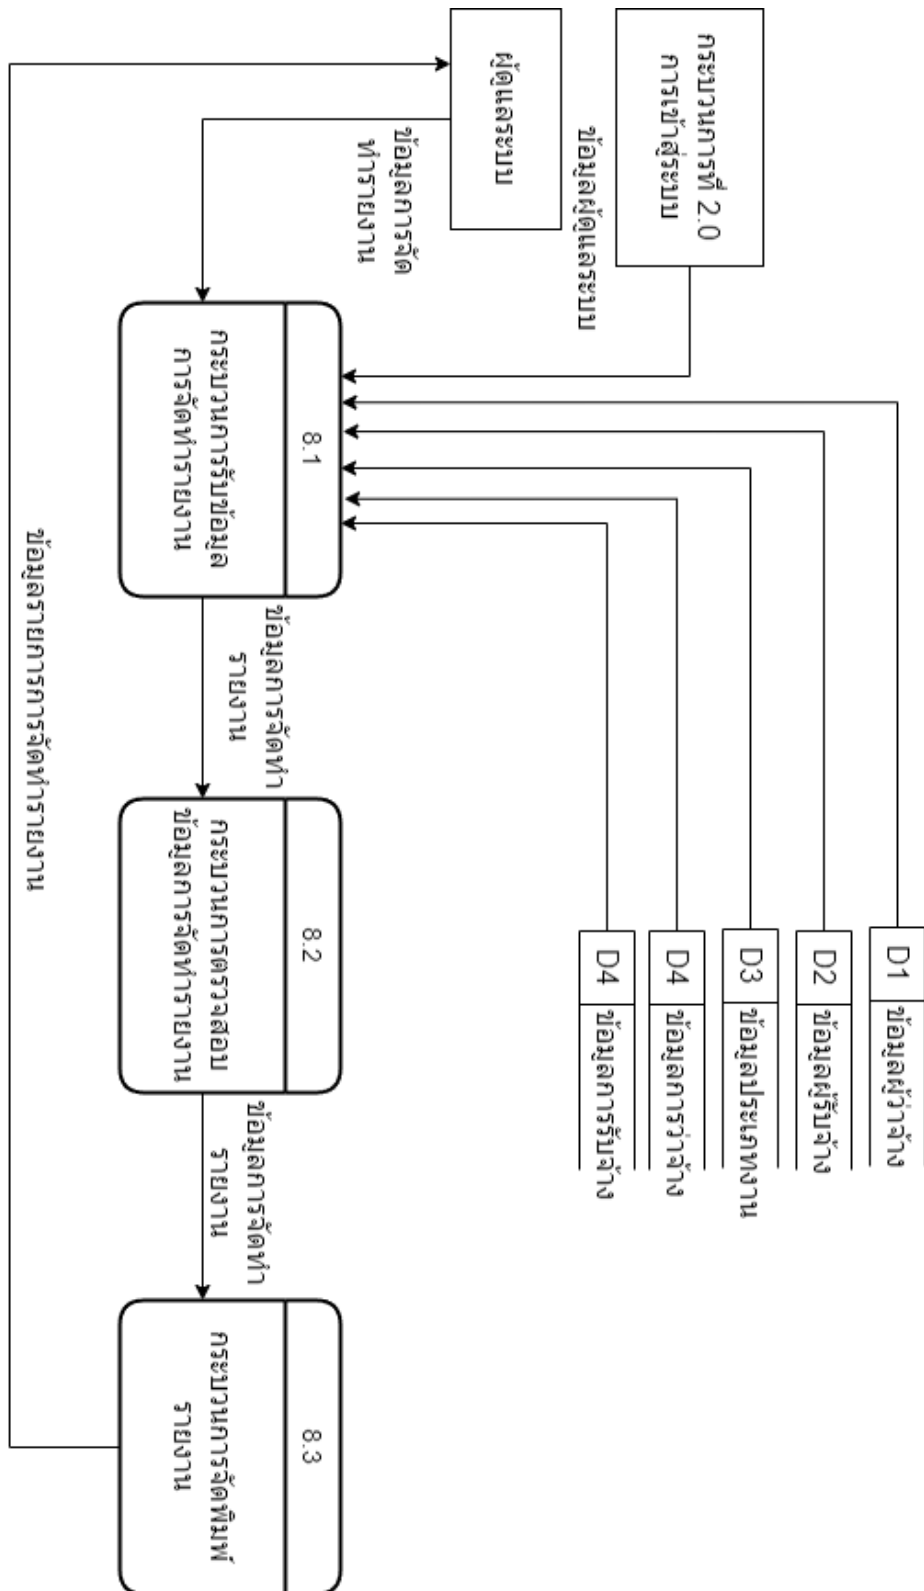 กระบวนการที่ 2.0
การเข้าสู่ระบบ
ข้อมูลผู้ดูแลระบบ
ผู้ดูแลระบบ
ข้อมูลการจัด
ทำรายงาน
D1 ข้อมูลผู้ว่าจ้าง
D2 ข้อมูลผู้รับจ้าง
D3 ข้อมูลประเภทงาน
D4 ข้อมูลการว่าจ้าง
D4 ข้อมูลการรับจ้าง
8.1
กระบวนการรับข้อมูล
การจัดทำรายงาน
ข้อมูลการจัดทำ
รายงาน
8.2
กระบวนการตรวจสอบ
ข้อมูลการจัดทำรายงาน
ข้อมูลการจัดทำ
รายงาน
8.3
กระบวนการจัดพิมพ์
รายงาน
ข้อมูลรายการการจัดทำรายงาน